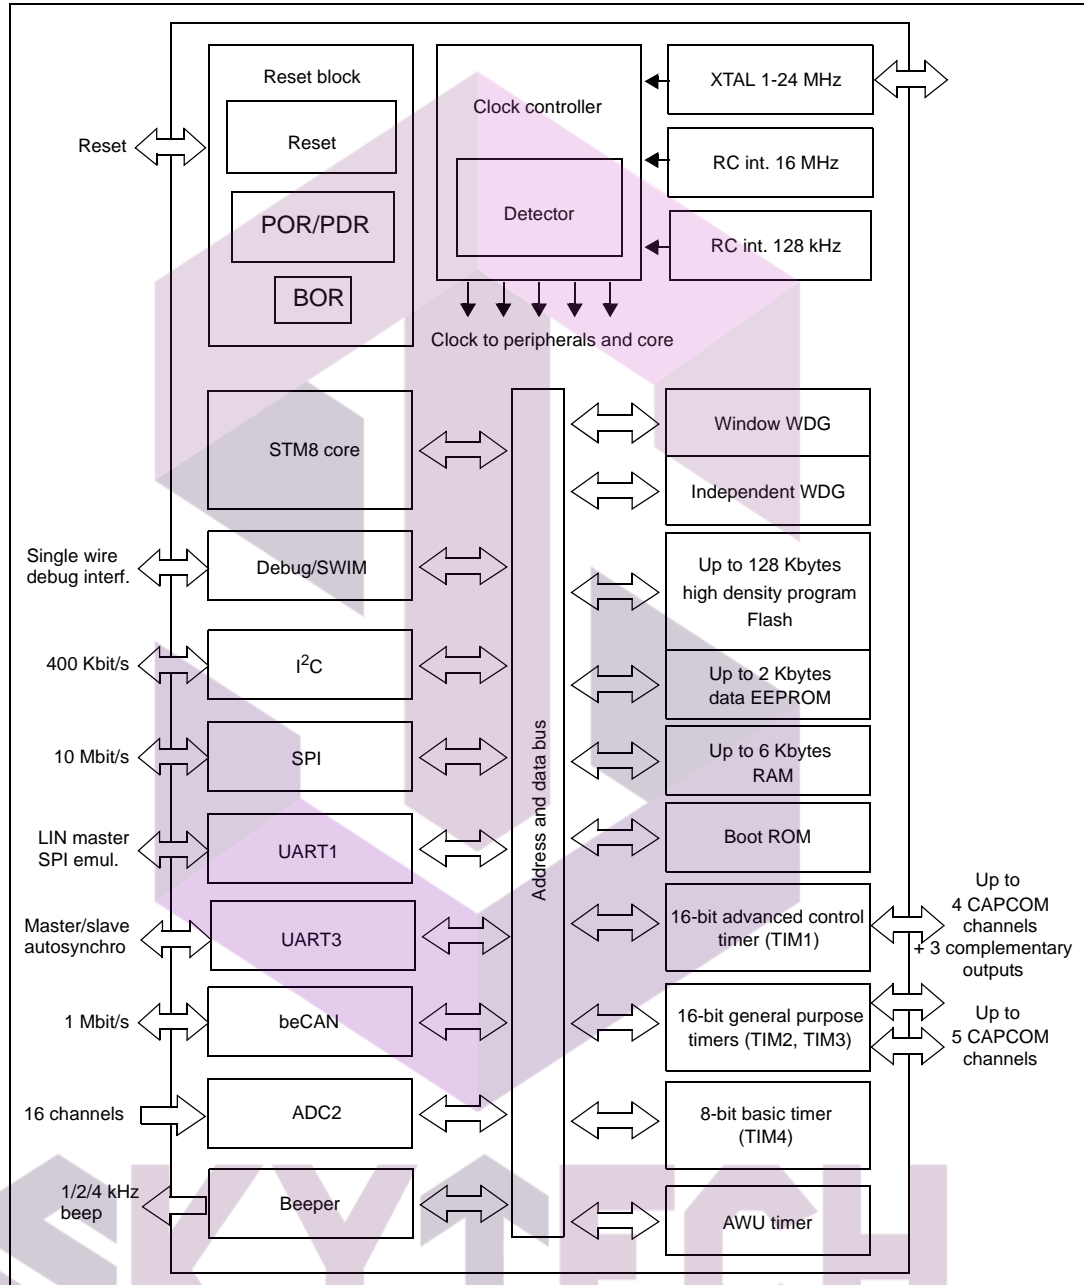 Reset block
Reset
Reset
POR/PDR
BOR
Clock controller
Detector
XTAL 1-24 MHz
RC int. 16 MHz
RC int. 128 kHz
Clock to peripherals and core
STM8 core
Single wire
debug interf.
Debug/SWIM
400 Kbit/s
I²C
10 Mbit/s
SPI
LIN master
SPI emul.
UART1
Master/slave
autosynchro
UART3
1 Mbit/s
beCAN
16 channels
ADC2
1/2/4 kHz
beep
Beeper
Address and data bus
Window WDG
Independent WDG
Up to 128 Kbytes
high density program
Flash
Up to 2 Kbytes
data EEPROM
Up to 6 Kbytes
RAM
Boot ROM
16-bit advanced control
timer (TIM1)
Up to
4 CAPCOM
channels
+ 3 complementary
outputs
16-bit general purpose
timers (TIM2, TIM3)
Up to
5 CAPCOM
channels
8-bit basic timer
(TIM4)
AWU timer
SKYTECH